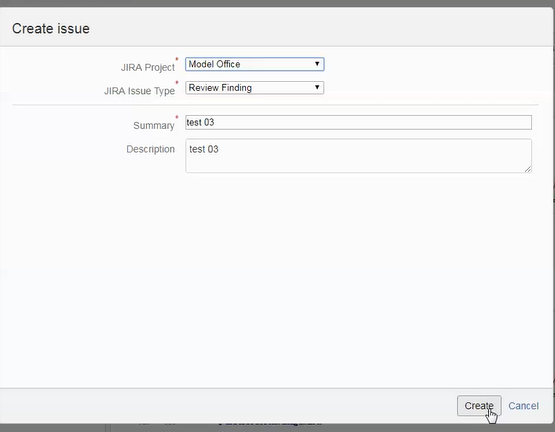 Create issue
JIRA Project* Model Office
JIRA Issue Type* Review Finding
Summary* test 03
Description test 03
Create Cancel